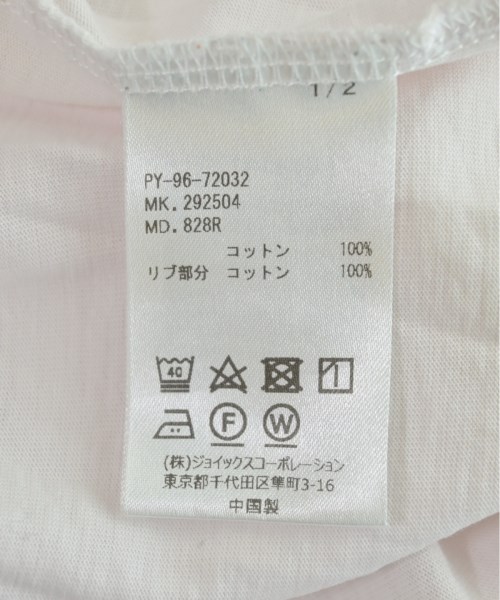 1/2
PY-96-72032
MK. 292504
MD. 828R
コットン 100%
リブ部分 コットン 100%
40
F W
(株)ジョイックスコーポレーション
東京都千代田区隼町3-16
中国製